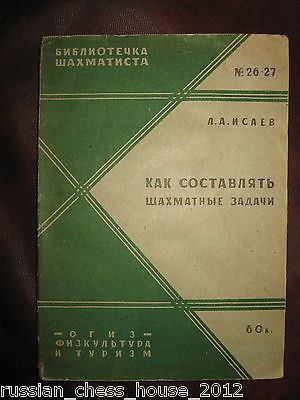 БИБЛИОТЕЧКА
ШАХМАТИСТА
№ 26-27
Л. А. ИСАЕВ
КАК СОСТАВЛЯТЬ
ШАХМАТНЫЕ ЗАДАЧИ
— ОГИЗ —
ФИЗКУЛЬТУРА
И ТУРИЗМ
60 к.
russian_chess_house_2012